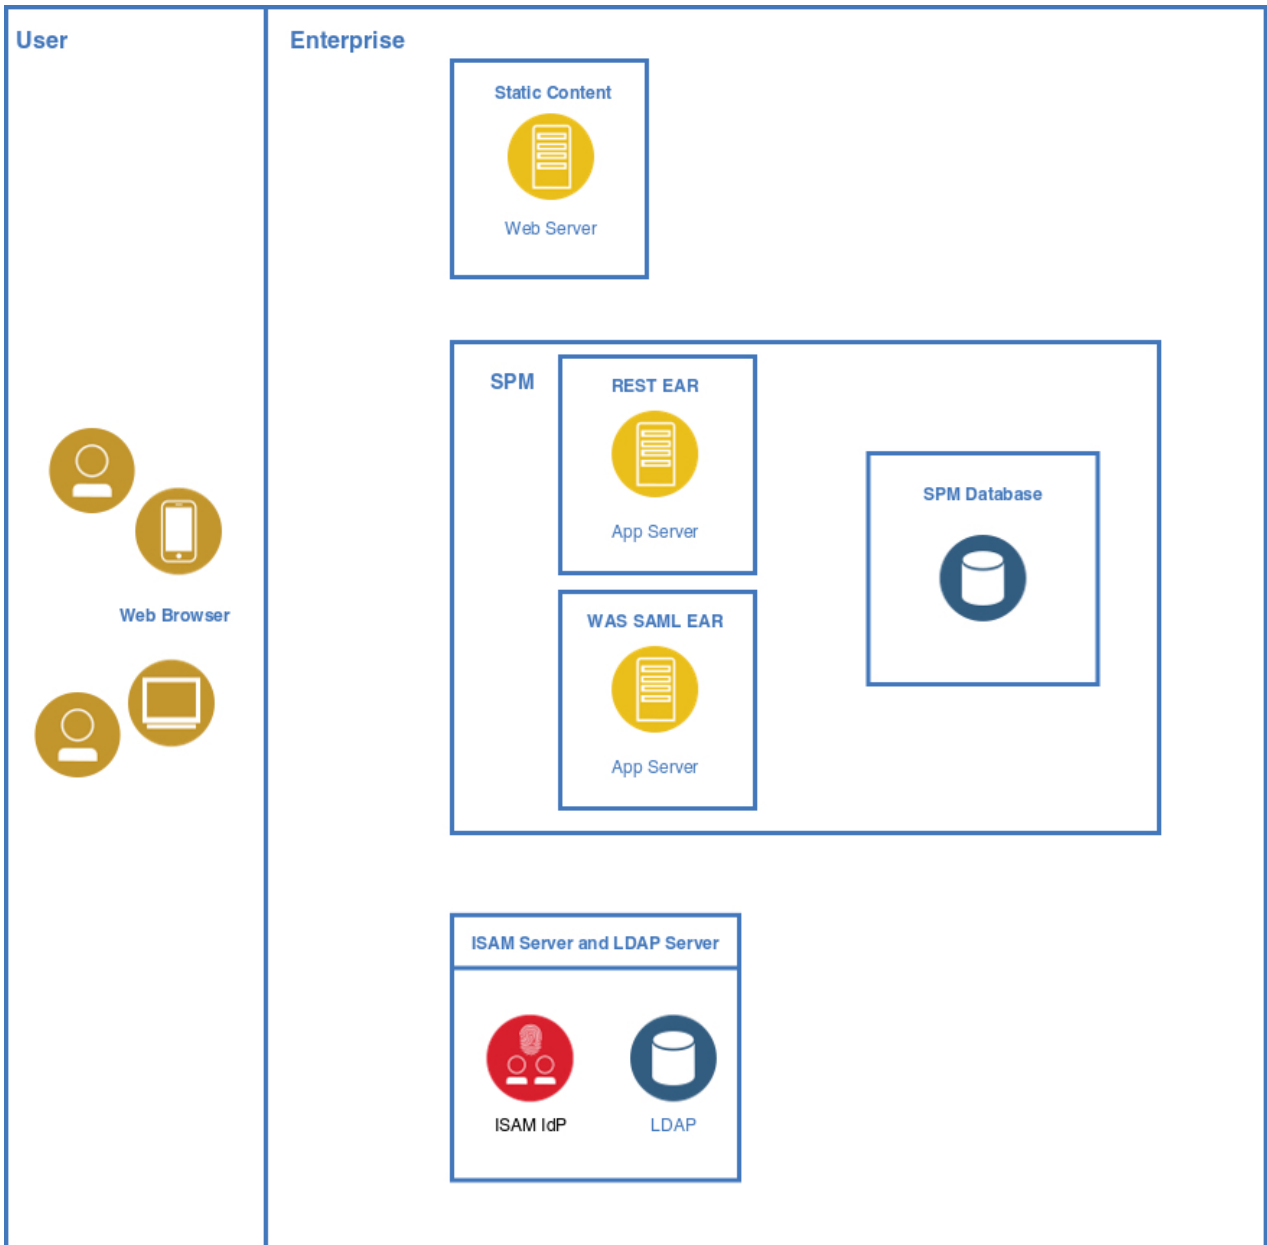 User
Enterprise
Static Content
Web Server
SPM
REST EAR
App Server
SPM Database
Web Browser
WAS SAML EAR
App Server
ISAM Server and LDAP Server
ISAM IdP
LDAP